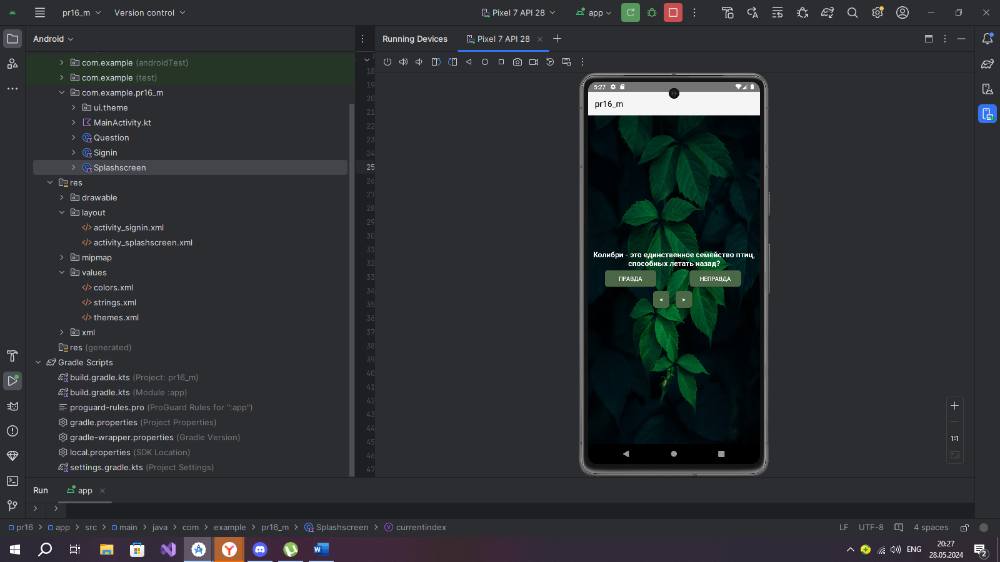 pr16_m
Version control
Pixel 7 API 28
app
Android
Running Devices
Pixel 7 API 28
com.example (androidTest)
com.example (test)
com.example.pr16_m
ui.theme
MainActivity.kt
Question
Signin
Splashscreen
res
drawable
layout
activity_signin.xml
activity_splashscreen.xml
mipmap
values
colors.xml
strings.xml
themes.xml
xml
res (generated)
Gradle Scripts
build.gradle.kts (Project: pr16_m)
build.gradle.kts (Module :app)
proguard-rules.pro (ProGuard Rules for ":app")
gradle.properties (Project Properties)
gradle-wrapper.properties (Gradle Version)
local.properties (SDK Location)
settings.gradle.kts (Project Settings)
18
19
20
21
22
23
24
25
26
27
28
29
30
31
32
33
34
35
36
37
38
39
40
41
42
43
44
45
46
47
5:27
pr16_m
Колибри - это единственное семейство птиц,
способных летать назад?
ПРАВДА
НЕПРАВДА
< >
1:1
Run
app
pr16 > app > src > main > java > com > example > pr16_m > Splashscreen > currentindex
LF
UTF-8
4 spaces
ENG
20:27
28.05.2024
2